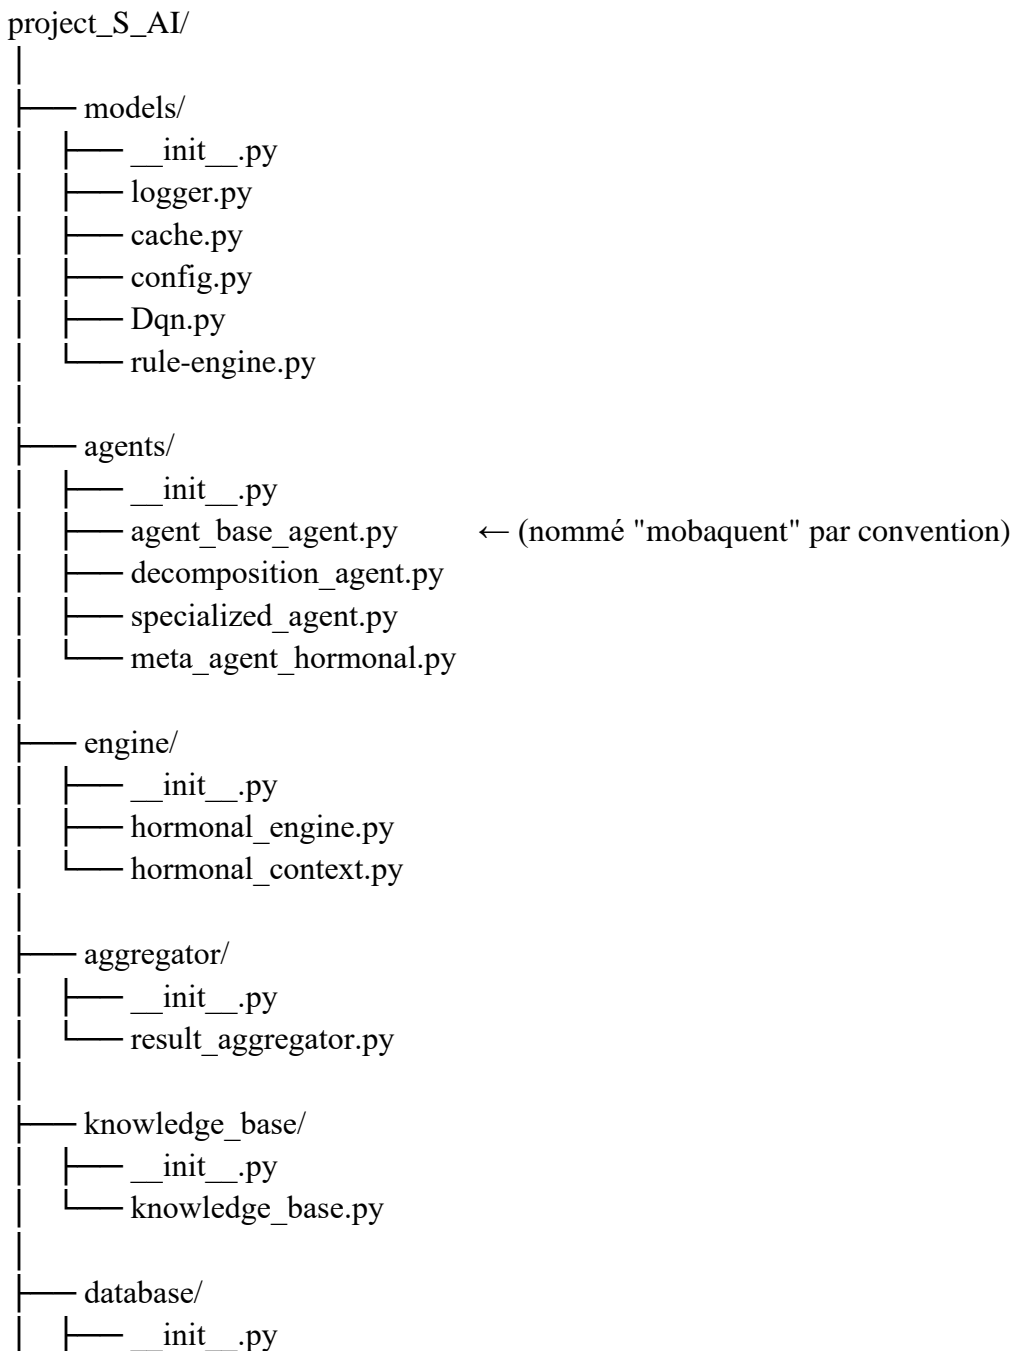 project_S_AI/
│
├── models/
│   ├── __init__.py
│   ├── logger.py
│   ├── cache.py
│   ├── config.py
│   ├── Dqn.py
│   └── rule-engine.py
│
├── agents/
│   ├── __init__.py
│   ├── agent_base_agent.py ← (nommé "mobaquent" par convention)
│   ├── decomposition_agent.py
│   ├── specialized_agent.py
│   └── meta_agent_hormonal.py
│
├── engine/
│   ├── __init__.py
│   ├── hormonal_engine.py
│   └── hormonal_context.py
│
├── aggregator/
│   ├── __init__.py
│   └── result_aggregator.py
│
├── knowledge_base/
│   ├── __init__.py
│   └── knowledge_base.py
│
├── database/
│   ├── __init__.py